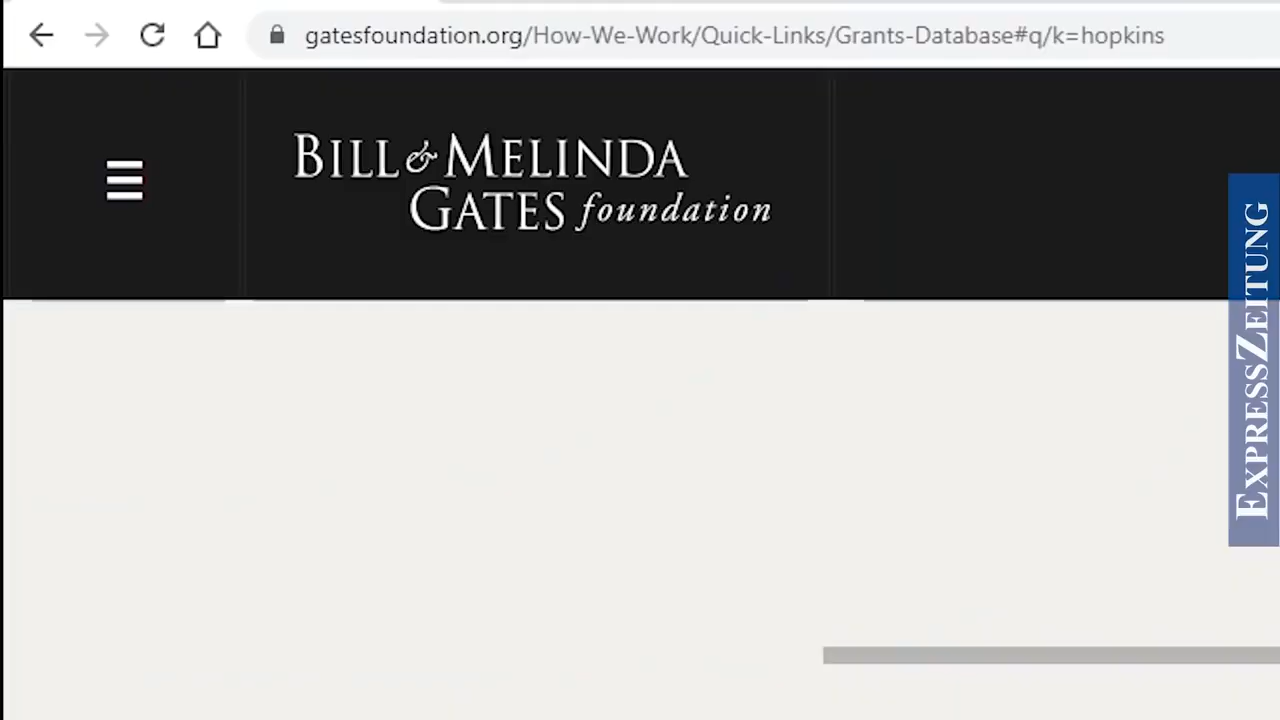 gatesfoundation.org/How-We-Work/Quick-Links/Grants-Database#q/k=hopkins
BILL & MELINDA
GATES foundation
EXPRESSZEITUNG